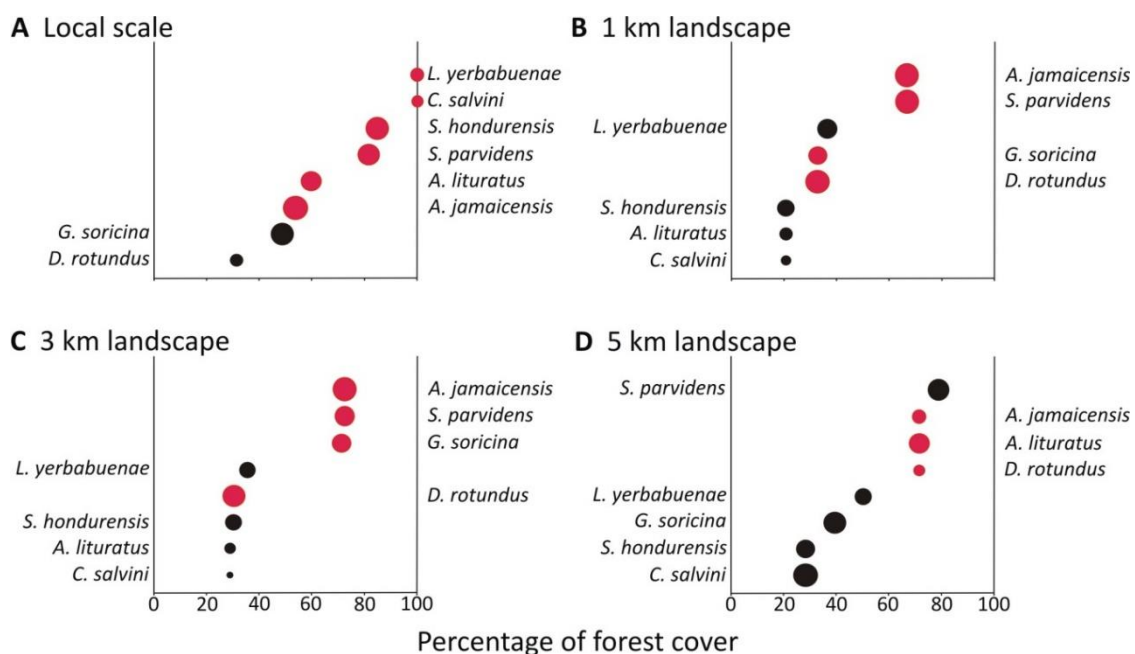 A Local scale
L. yerbabuenae
C. salvini
S. hondurensis
S. parvidens
A. lituratus
A. jamaicensis
G. soricina
D. rotundus
B 1 km landscape
A. jamaicensis
S. parvidens
L. yerbabuenae
G. soricina
D. rotundus
S. hondurensis
A. lituratus
C. salvini
C 3 km landscape
A. jamaicensis
S. parvidens
G. soricina
L. yerbabuenae
D. rotundus
S. hondurensis
A. lituratus
C. salvini
0 20 40 60 80 100
D 5 km landscape
S. parvidens
A. jamaicensis
A. lituratus
D. rotundus
L. yerbabuenae
G. soricina
S. hondurensis
C. salvini
0 20 40 60 80 100
Percentage of forest cover